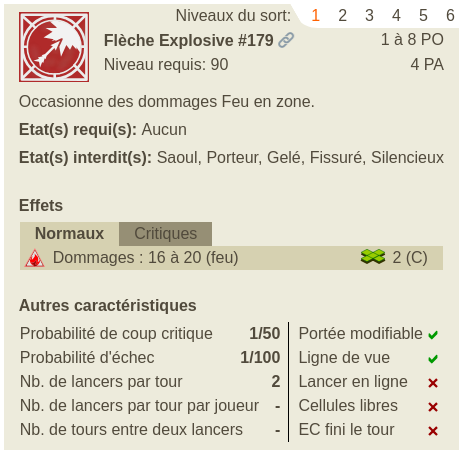 Niveaux du sort: 1 2 3 4 5 6
Flèche Explosive #179 1 à 8 PO
Niveau requis: 90 4 PA
Occasionne des dommages Feu en zone.
Etat(s) requi(s): Aucun
Etat(s) interdit(s): Saoul, Porteur, Gelé, Fissuré, Silencieux
Effets
Normaux Critiques
Dommages : 16 à 20 (feu) 2 (C)
Autres caractéristiques
Probabilité de coup critique 1/50 Portée modifiable
Probabilité d'échec 1/100 Ligne de vue
Nb. de lancers par tour 2 Lancer en ligne
Nb. de lancers par tour par joueur - Cellules libres
Nb. de tours entre deux lancers - EC fini le tour